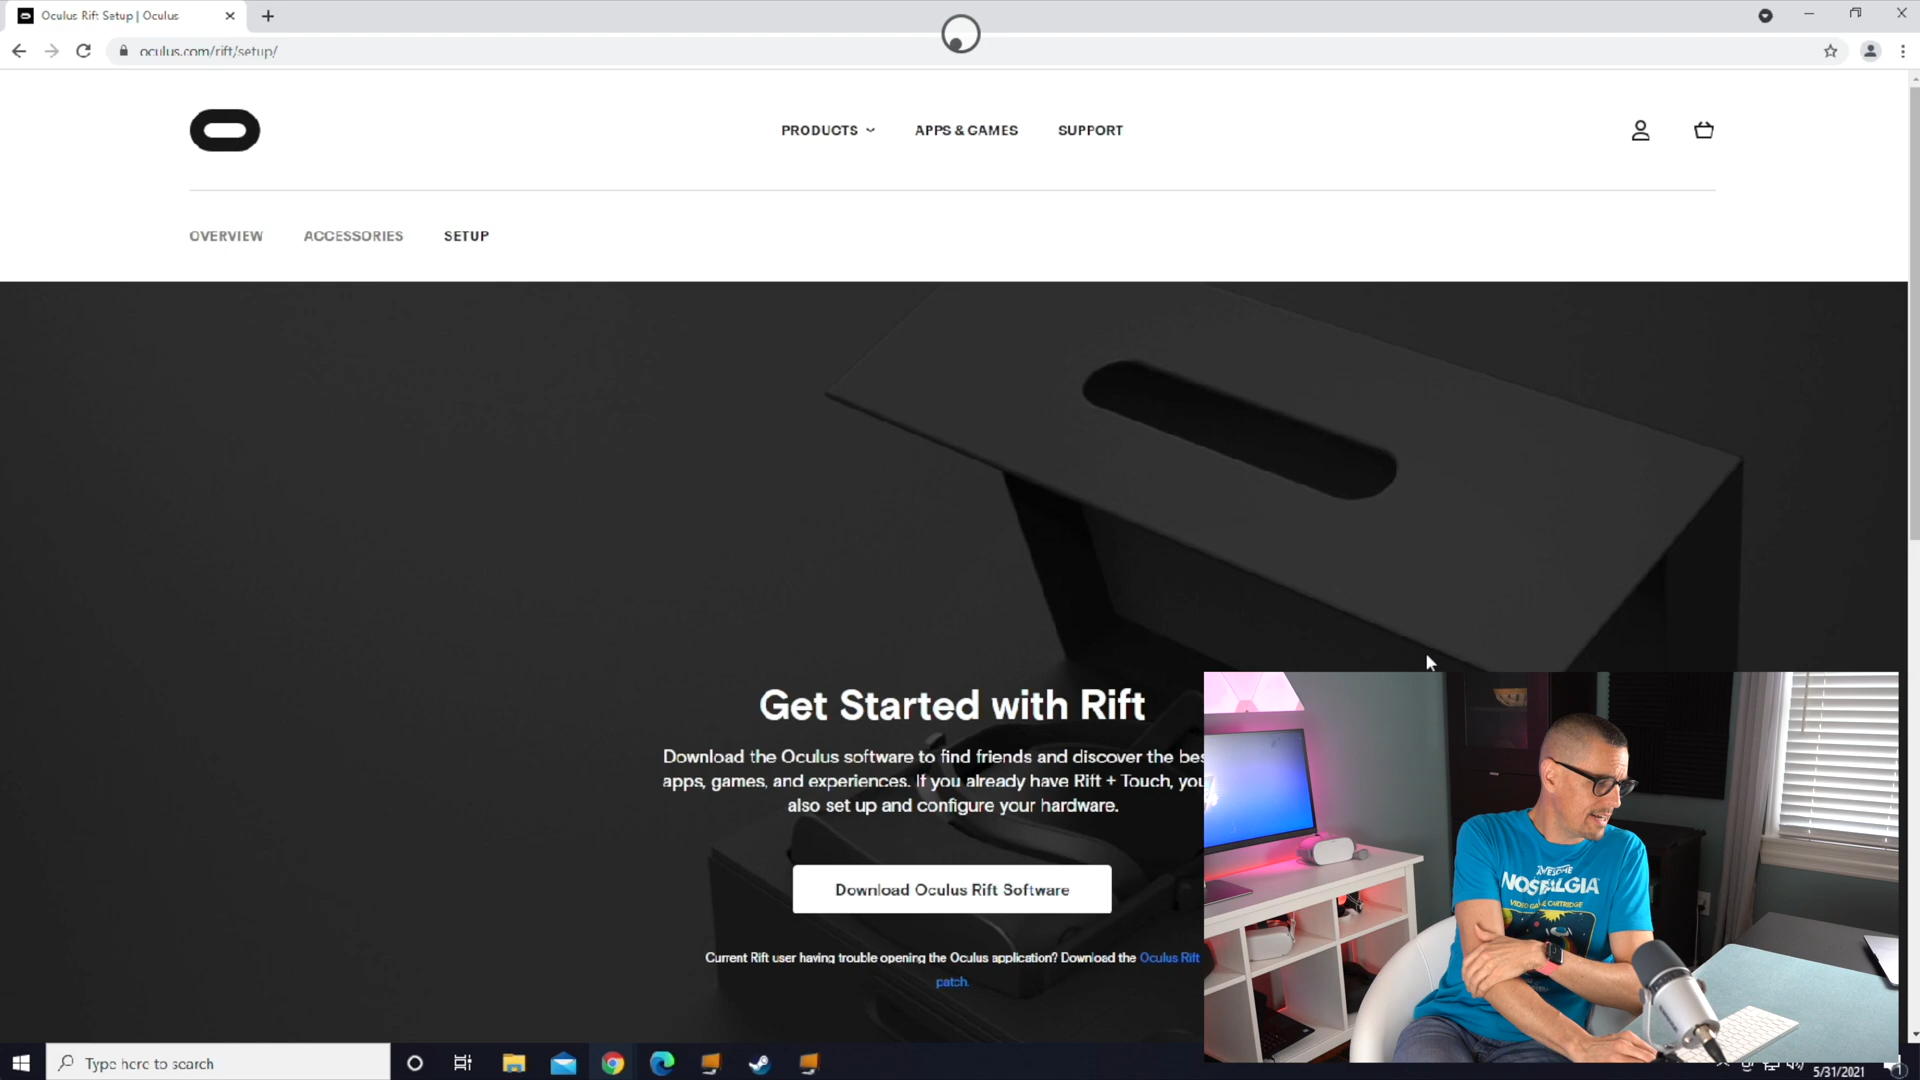 Oculus Rift Setup | Oculus
oculus.com/rift/setup/
PRODUCTS APPS & GAMES SUPPORT
OVERVIEW ACCESSORIES SETUP
Get Started with Rift
Download the Oculus software to find friends and discover the bes
apps, games, and experiences. If you already have Rift + Touch, you
also set up and configure your hardware.
Download Oculus Rift Software
Current Rift user having trouble opening the Oculus application? Download the Oculus Rift
patch.
AWESOME
NOSTALGIA
Type here to search
5/31/2021
1